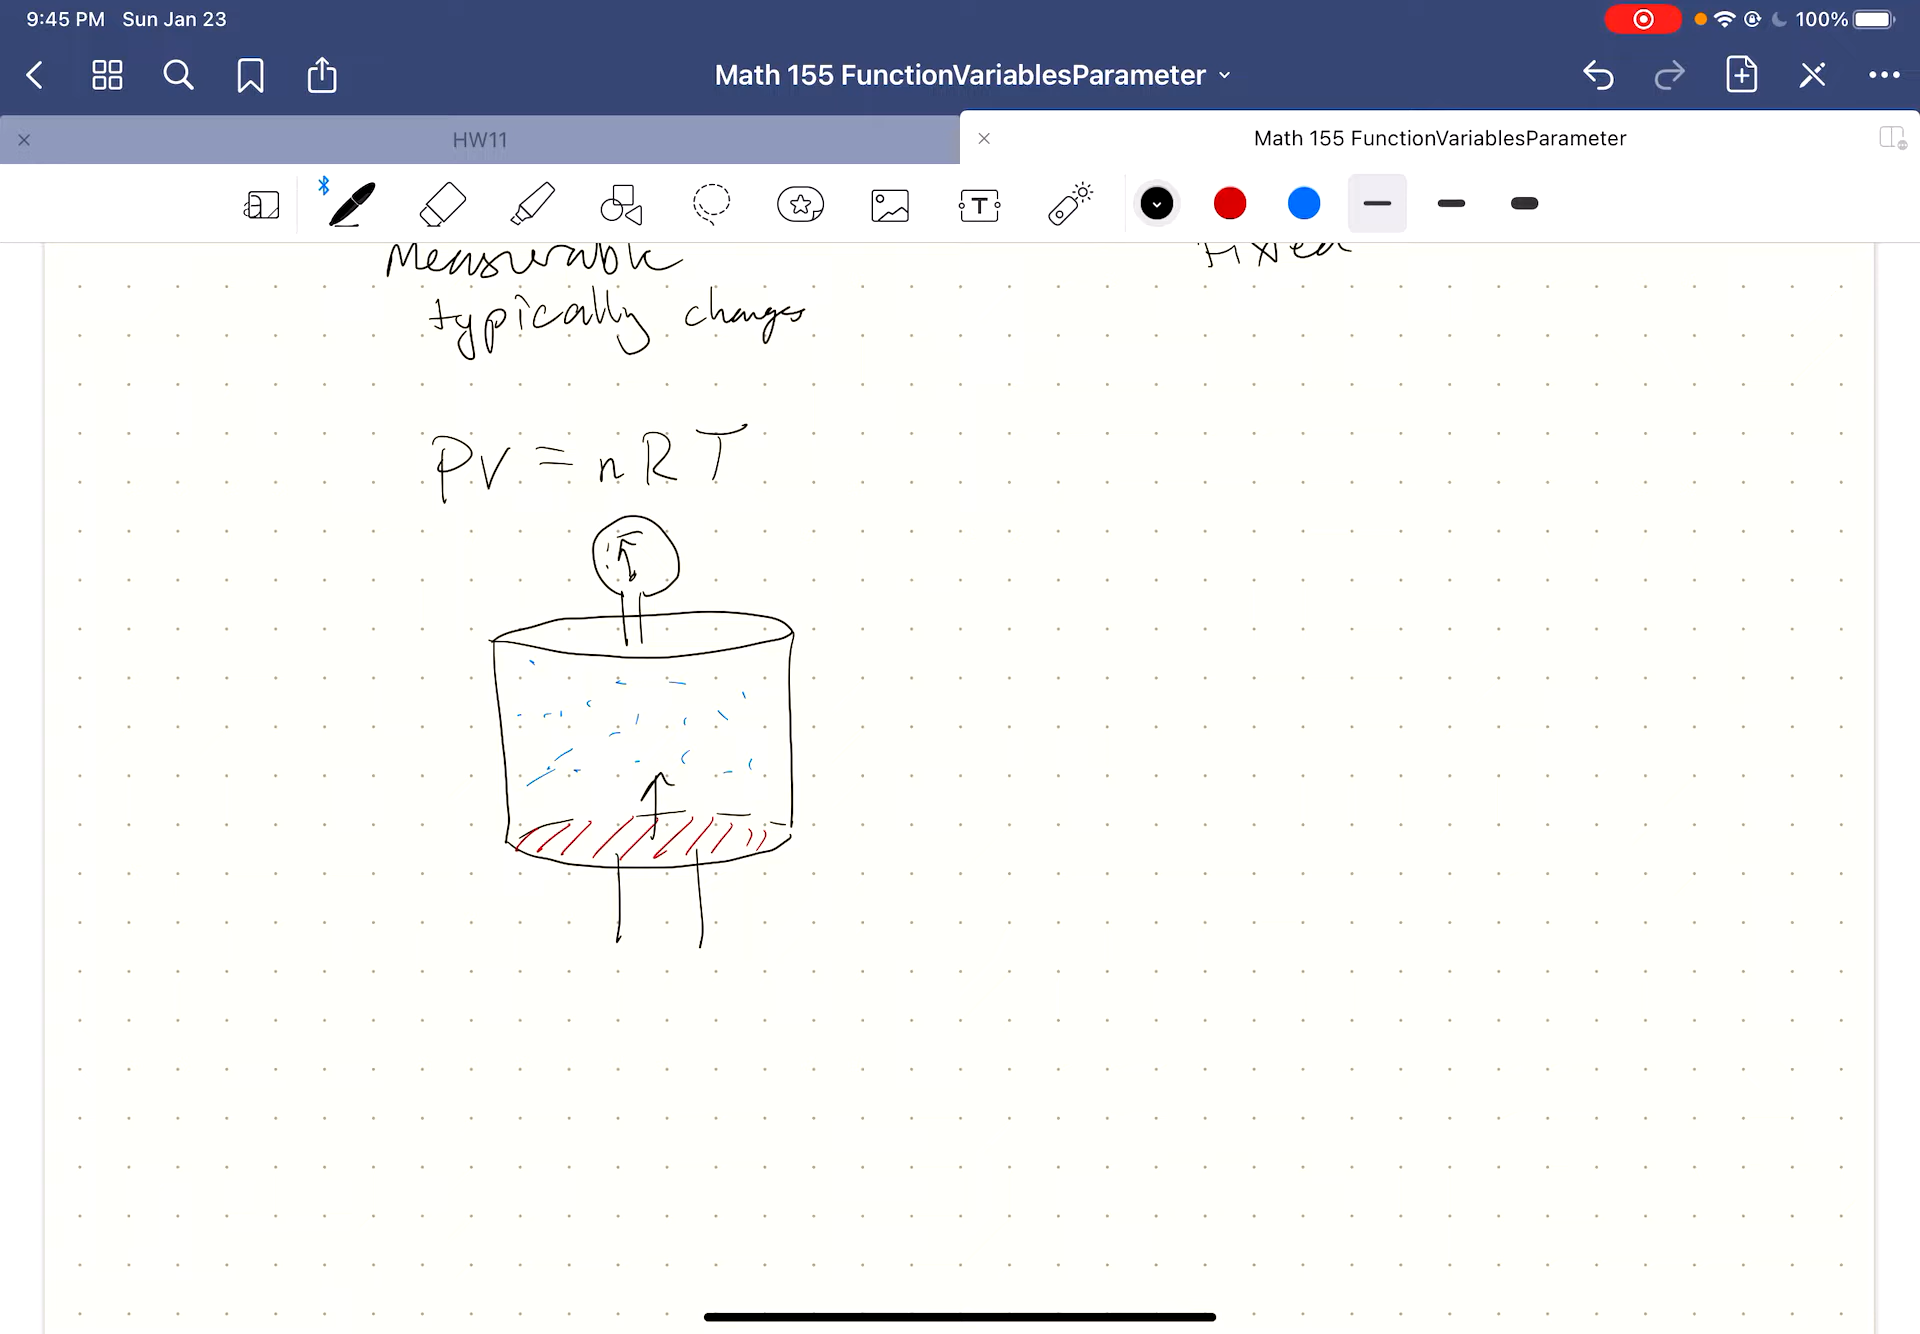 9:45 PM Sun Jan 23
100%
Math 155 FunctionVariablesParameter
HW11
Math 155 FunctionVariablesParameter
T
Measurable
Fixed
typically changes
PV = nRT